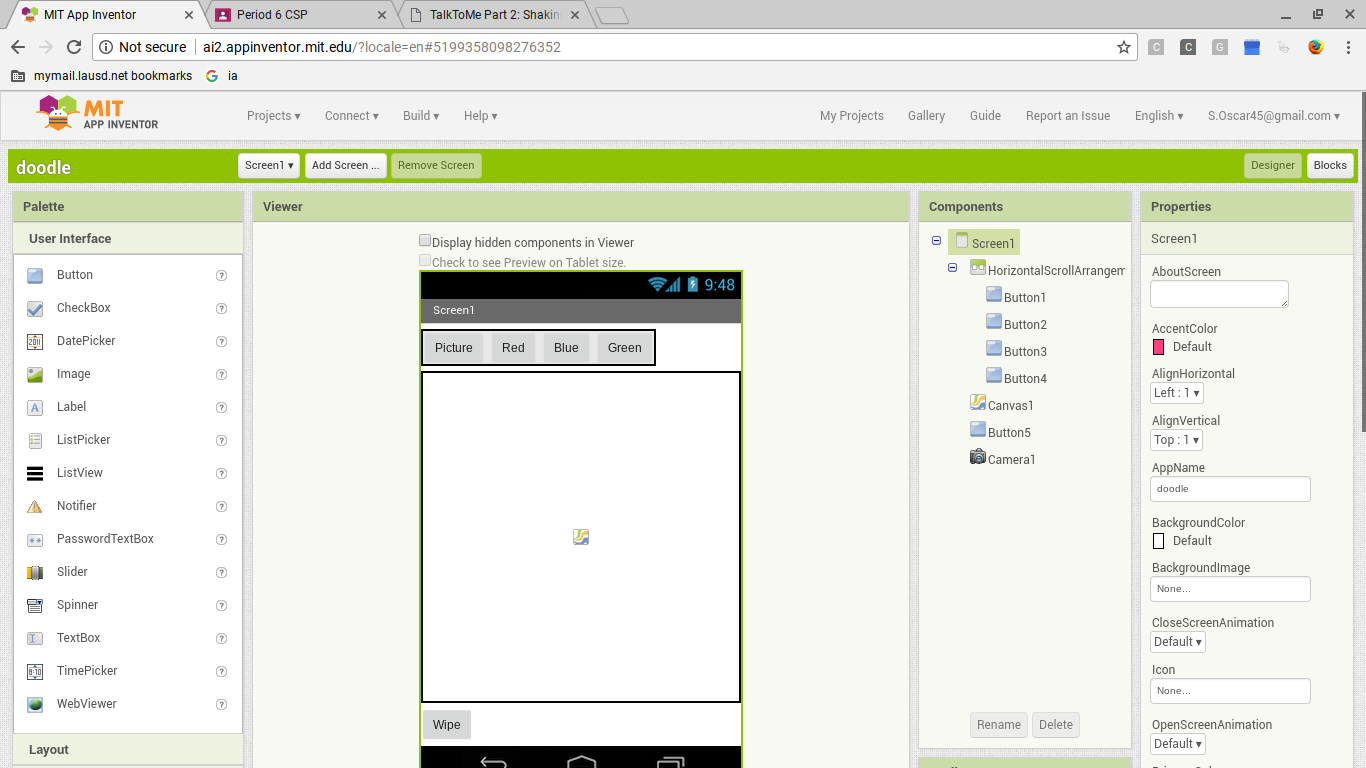 MIT App Inventor
Period 6 CSP
TalkToMe Part 2: Shakin
Not secure
ai2.appinventor.mit.edu/?locale=en#5199358098276352
C
C
G
mymail.lausd.net bookmarks
G ia
MIT
APP INVENTOR
Projects ▾
Connect ▾
Build ▾
Help ▾
My Projects
Gallery
Guide
Report an Issue
English ▾
S.Oscar45@gmail.com ▾
doodle
Screen1 ▾
Add Screen ...
Remove Screen
Designer
Blocks
Palette
User Interface
Button ?
CheckBox ?
DatePicker ?
Image ?
Label ?
ListPicker ?
ListView ?
Notifier ?
PasswordTextBox ?
Slider ?
Spinner ?
TextBox ?
TimePicker ?
WebViewer ?
Layout
Viewer
Display hidden components in Viewer
Check to see Preview on Tablet size.
9:48
Screen1
Picture
Red
Blue
Green
Wipe
Components
Screen1
HorizontalScrollArrangem
Button1
Button2
Button3
Button4
Canvas1
Button5
Camera1
Rename
Delete
Properties
Screen1
AboutScreen
AccentColor
Default
AlignHorizontal
Left : 1 ▾
AlignVertical
Top : 1 ▾
AppName
doodle
BackgroundColor
Default
BackgroundImage
None...
CloseScreenAnimation
Default ▾
Icon
None...
OpenScreenAnimation
Default ▾